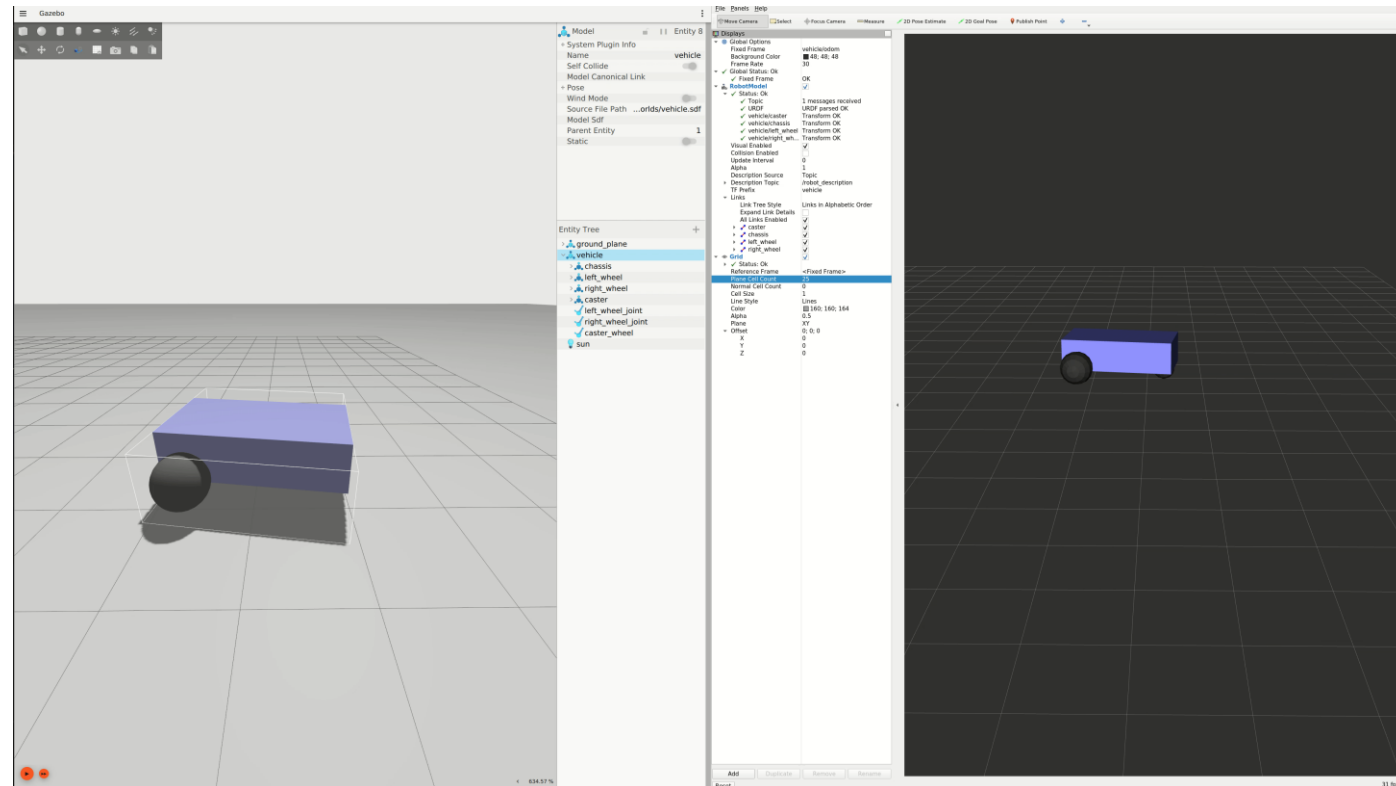 Gazebo
Model Entity 8
System Plugin Info
Name vehicle
Self Collide
Model Canonical Link
Pose
Wind Mode
Source File Path ...orlds/vehicle.sdf
Model Sdf
Parent Entity 1
Static
Entity Tree
ground_plane
vehicle
chassis
left_wheel
right_wheel
caster
left_wheel_joint
right_wheel_joint
caster_wheel
sun
634.57 %
File Panels Help
Move Camera Select Focus Camera Measure 2D Pose Estimate 2D Goal Pose Publish Point
Displays
Global Options
Fixed Frame vehicle/odom
Background Color 48; 48; 48
Frame Rate 30
Global Status: Ok
Fixed Frame OK
RobotModel
Status: Ok
Topic 1 messages received
URDF URDF parsed OK
vehicle/caster Transform OK
vehicle/chassis Transform OK
vehicle/left_wheel Transform OK
vehicle/right_wh... Transform OK
Visual Enabled
Collision Enabled
Update Interval 0
Alpha 1
Description Source Topic
Description Topic /robot_description
TF Prefix vehicle
Links
Link Tree Style Links in Alphabetic Order
Expand Link Details
All Links Enabled
caster
chassis
left_wheel
right_wheel
Grid
Status: Ok
Reference Frame <Fixed Frame>
Plane Cell Count 25
Normal Cell Count 0
Cell Size 1
Line Style Lines
Color 160; 160; 164
Alpha 0.5
Plane XY
Offset 0; 0; 0
X 0
Y 0
Z 0
Add Duplicate Remove Rename
Reset